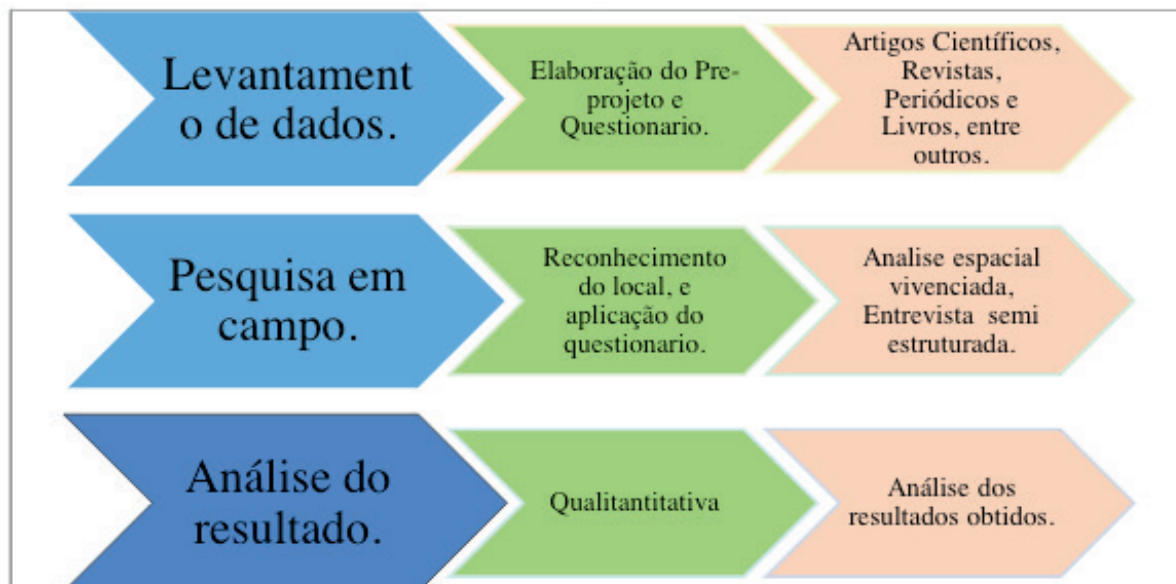 Levantament
o de dados.
Elaboração do Pre-
projeto e
Questionario.
Artigos Científicos,
Revistas,
Periódicos e
Livros, entre
outros.
Pesquisa em
campo.
Reconhecimento
do local, e
aplicação do
questionario.
Analise espacial
vivenciada,
Entrevista semi
estruturada.
Análise do
resultado.
Qualitantitativa
Análise dos
resultados obtidos.